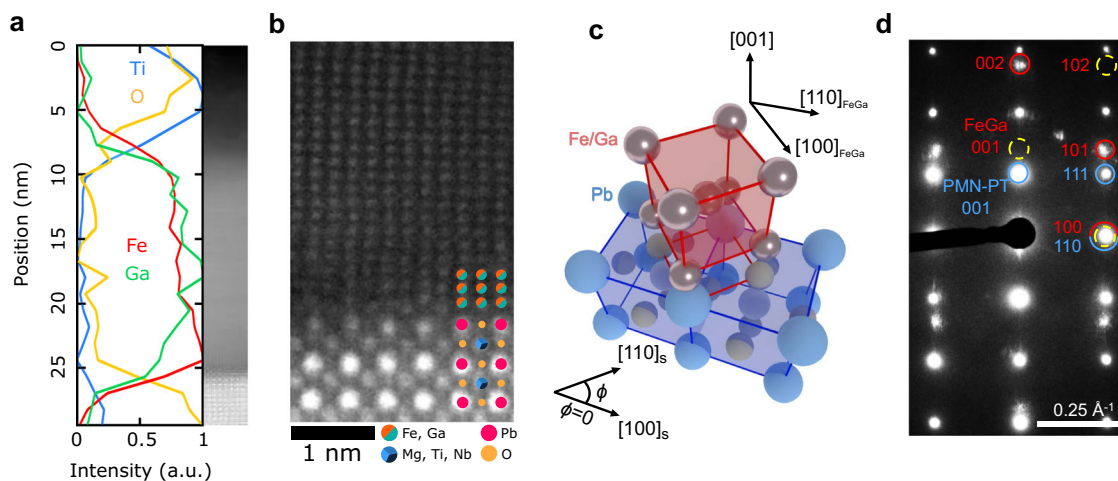 a
0
5
10
15
20
25
Position (nm)
Ti
O
Fe
Ga
0
0.5
1
Intensity (a.u.)
b
1 nm
Fe, Ga
Pb
Mg, Ti, Nb
O
c
[001]
[110]FeGa
[100]FeGa
Fe/Ga
Pb
[110]S
ϕ
ϕ=0
[100]S
d
002
102
FeGa
001
101
PMN-PT
001
111
100
110
0.25 Å-1